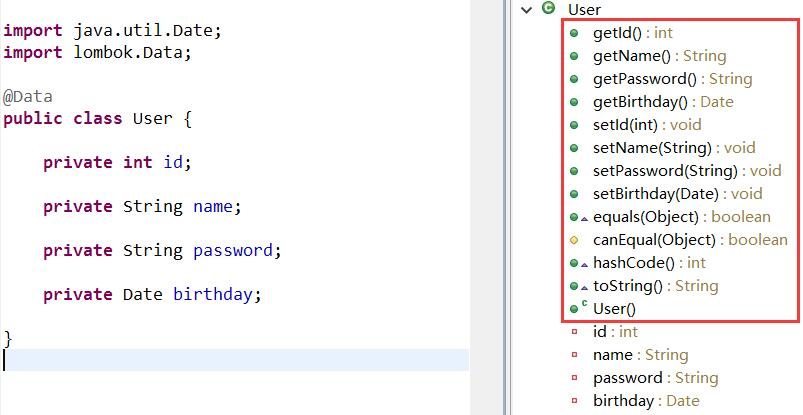 import java.util.Date;
import lombok.Data;
@Data
public class User {
private int id;
private String name;
private String password;
private Date birthday;
}
User
getId() : int
getName() : String
getPassword() : String
getBirthday() : Date
setId(int) : void
setName(String) : void
setPassword(String) : void
setBirthday(Date) : void
equals(Object) : boolean
canEqual(Object) : boolean
hashCode() : int
toString() : String
User()
id : int
name : String
password : String
birthday : Date